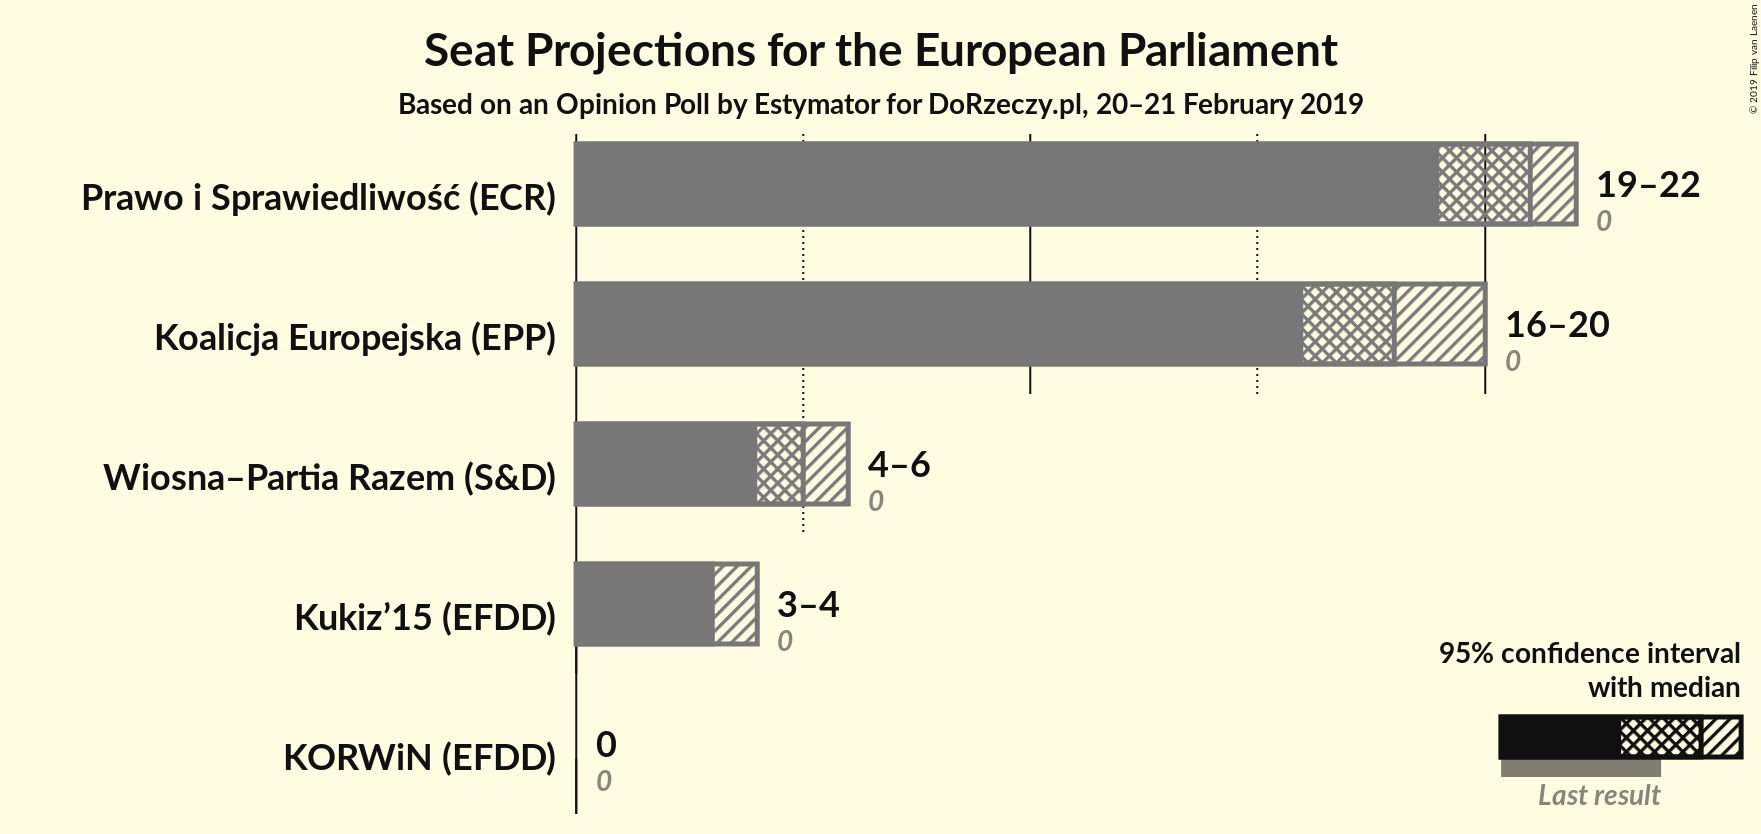 Seat Projections for the European Parliament
Based on an Opinion Poll by Estymator for DoRzeczy.pl, 20–21 February 2019
© 2019 Filip van Laenen
Prawo i Sprawiedliwość (ECR)
19–22
0
Koalicja Europejska (EPP)
16–20
0
Wiosna–Partia Razem (S&D)
4–6
0
Kukiz’15 (EFDD)
3–4
0
KORWiN (EFDD)
0
0
95% confidence interval
with median
Last result